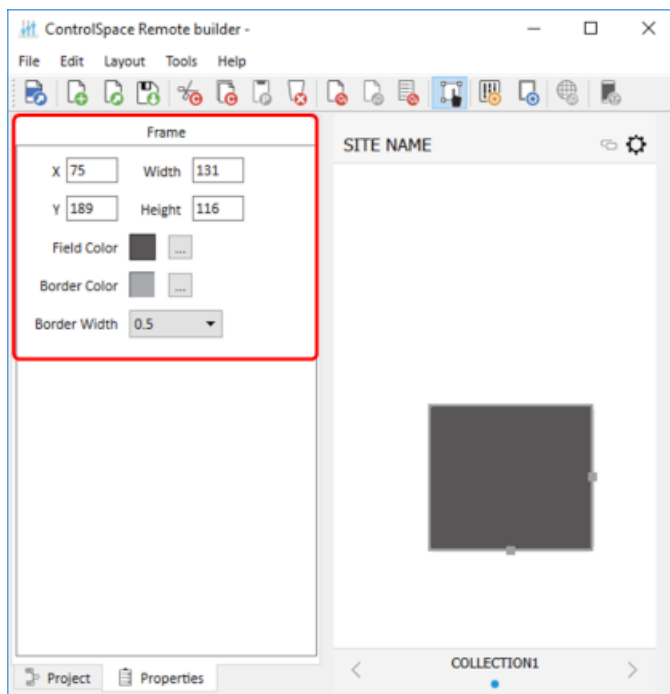 ControlSpace Remote builder -
File Edit Layout Tools Help
Frame
X 75 Width 131
Y 189 Height 116
Field Color ...
Border Color ...
Border Width 0.5
SITE NAME
COLLECTION1
Project Properties